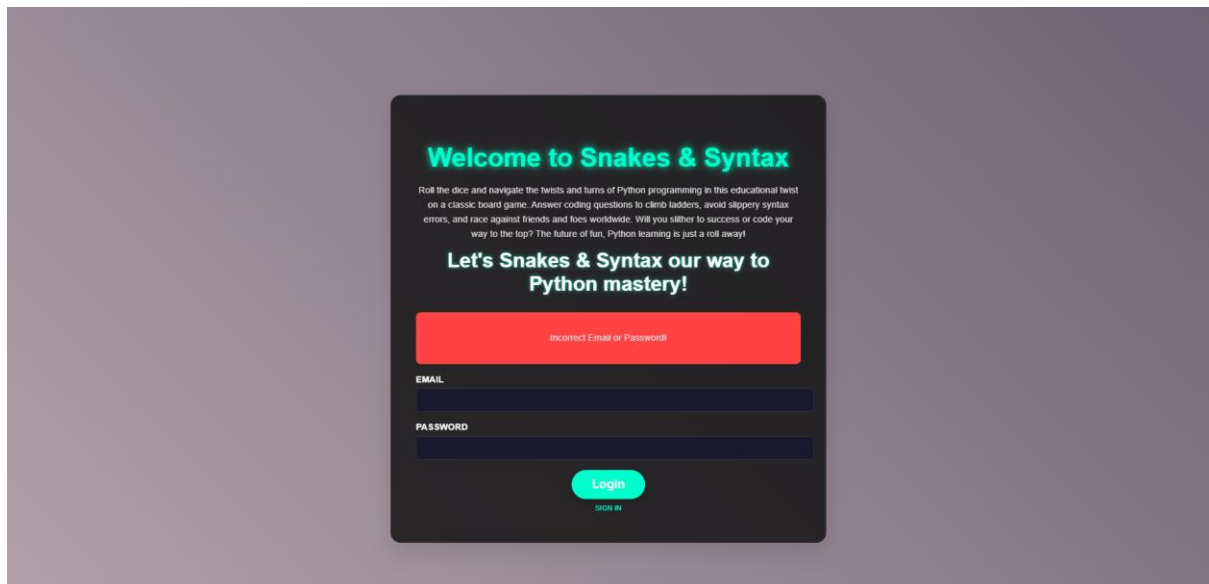 Welcome to Snakes & Syntax
Roll the dice and navigate the twists and turns of Python programming in this educational twist
on a classic board game. Answer coding questions to climb ladders, avoid slippery syntax
errors, and race against friends and foes worldwide. Will you slither to success or code your
way to the top? The future of fun, Python learning is just a roll away!
Let's Snakes & Syntax our way to
Python mastery!
Incorrect Email or Password!
EMAIL
PASSWORD
Login
SIGN IN